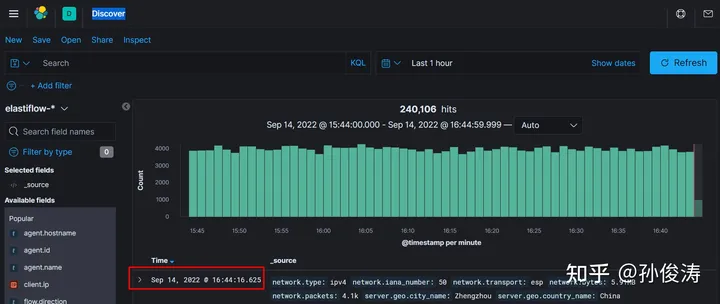 D Discover
New Save Open Share Inspect
Search KQL Last 1 hour Show dates Refresh
+ Add filter
elastiflow-*
240,106 hits
Sep 14, 2022 @ 15:44:00.000 - Sep 14, 2022 @ 16:44:59.999 — Auto
Search field names
Filter by type 0
Selected fields
_source
Available fields
Popular
t agent.hostname
t agent.id
t agent.name
t client.ip
t flow.direction
Count
4000
3000
2000
1000
0
15:45 15:50 15:55 16:00 16:05 16:10 16:15 16:20 16:25 16:30 16:35 16:40
@timestamp per minute
Time _source
Sep 14, 2022 @ 16:44:16.625 network.type: ipv4 network.iana_number: 50 network.transport: esp network.bytes: 5.91MB
network.packets: 4.1k server.geo.city_name: Zhengzhou server.geo.country_name: China
知乎 @孙俊涛